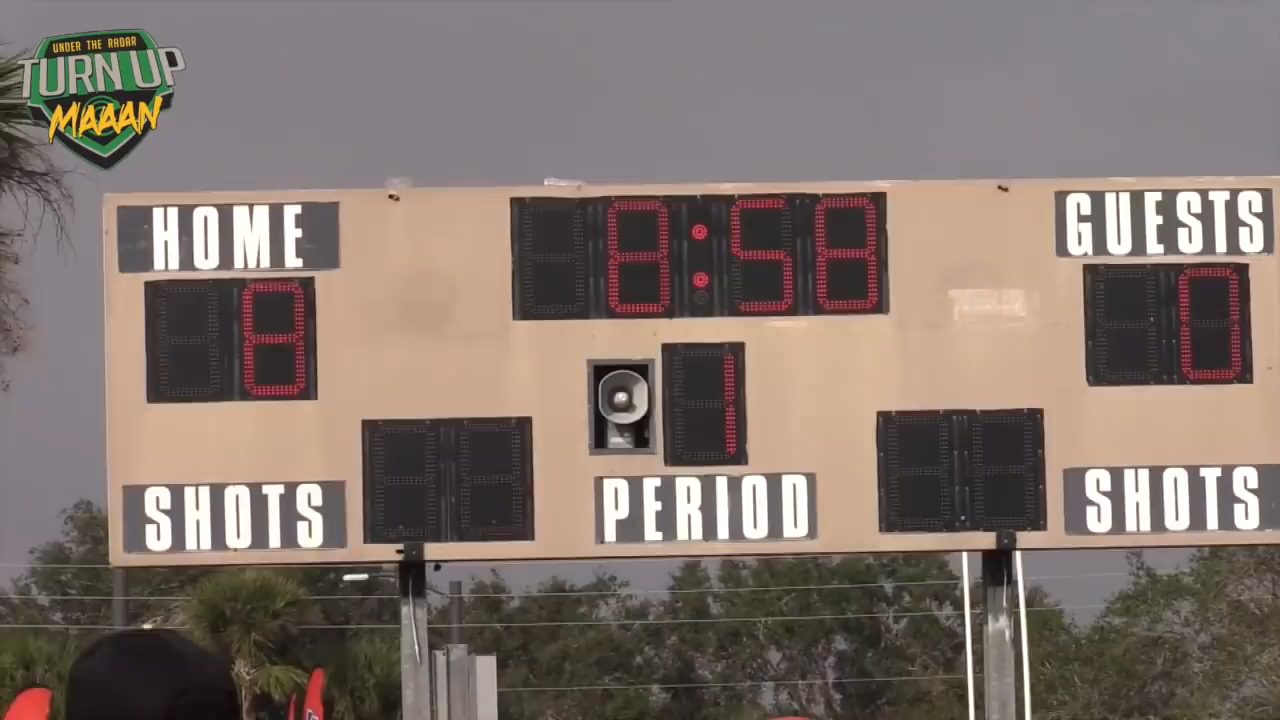 UNDER THE RADAR
TURN UP
MAAAN
HOME
8:58
GUESTS
8
0
1
SHOTS
PERIOD
SHOTS